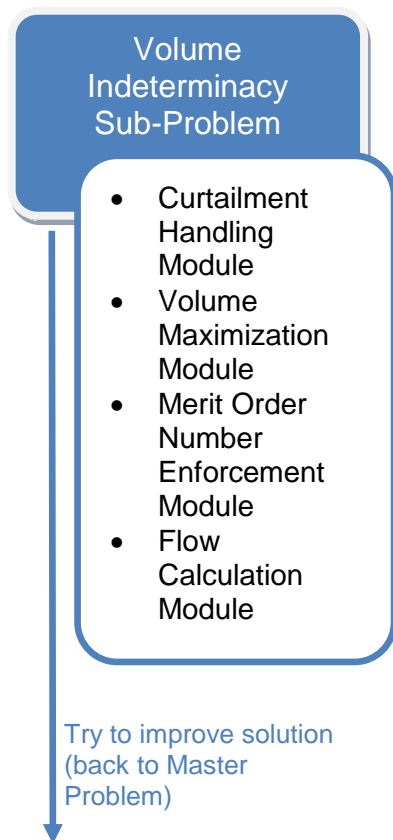 Volume
Indeterminacy
Sub-Problem
• Curtailment
Handling
Module
• Volume
Maximization
Module
• Merit Order
Number
Enforcement
Module
• Flow
Calculation
Module
Try to improve solution
(back to Master
Problem)